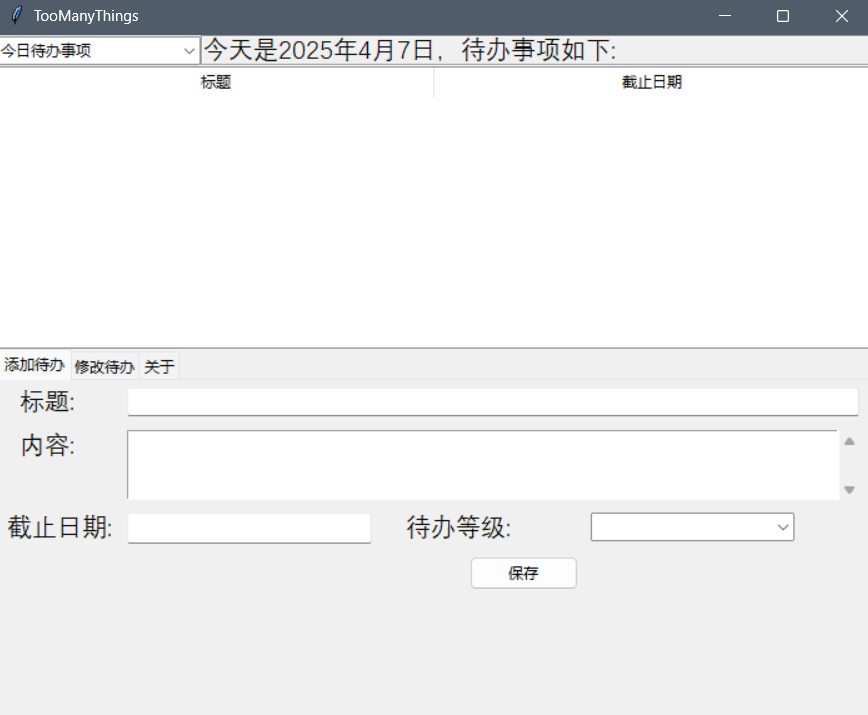 TooManyThings
今日待办事项 今天是2025年4月7日，待办事项如下:
标题 截止日期
添加待办 修改待办 关于
标题:
内容:
截止日期: 待办等级:
保存